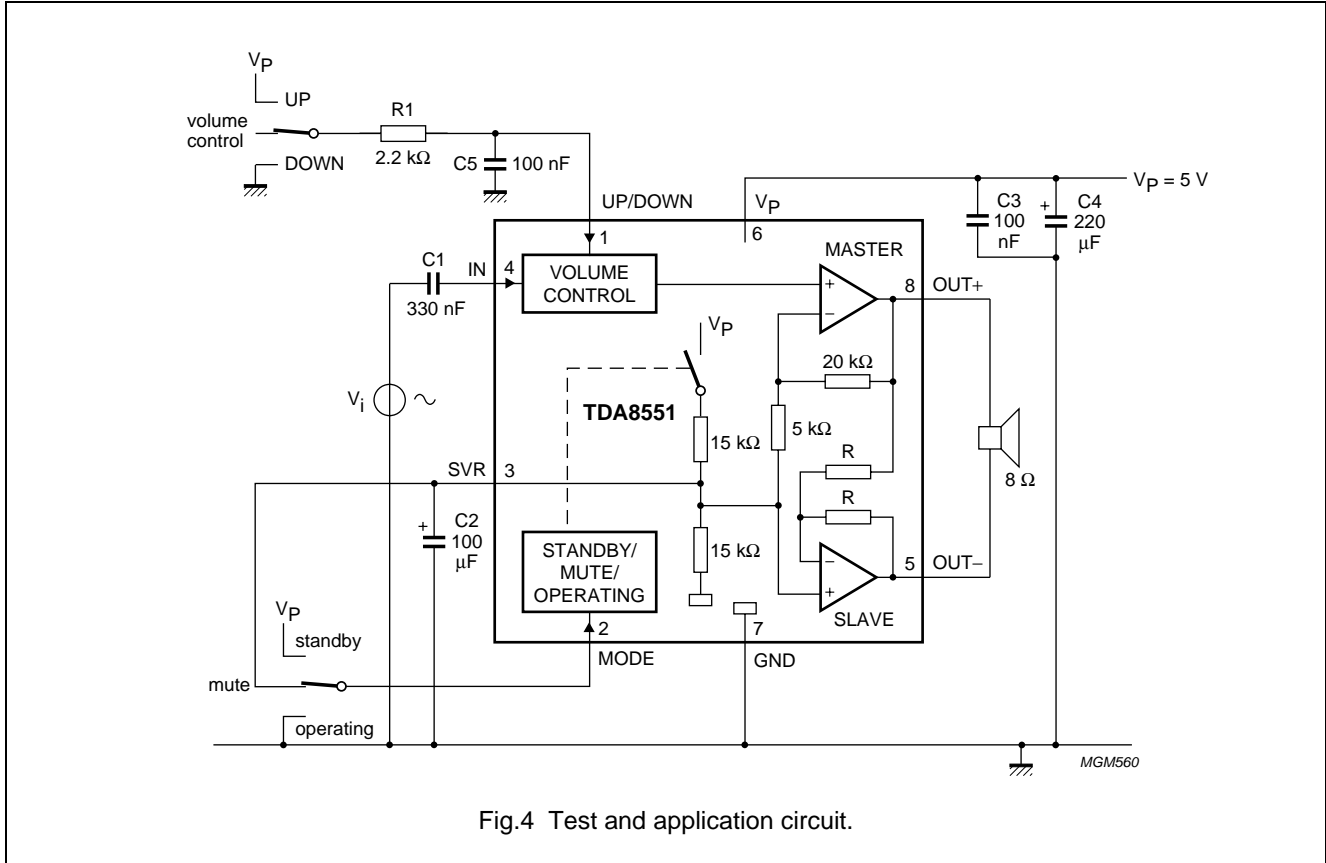 VP
UP
volume
control
DOWN
R1
2.2 kΩ
C5
100 nF
UP/DOWN
1
VP
6
VP = 5 V
C3
100
nF
+
C4
220
μF
C1
330 nF
IN
4
VOLUME
CONTROL
MASTER
+
−
8
OUT+
VP
20 kΩ
Vi
TDA8551
15 kΩ
5 kΩ
R
R
8 Ω
SVR
3
+
C2
100
μF
STANDBY/
MUTE/
OPERATING
15 kΩ
−
+
5
OUT−
SLAVE
VP
standby
2
MODE
7
GND
mute
operating
MGM560
Fig.4 Test and application circuit.